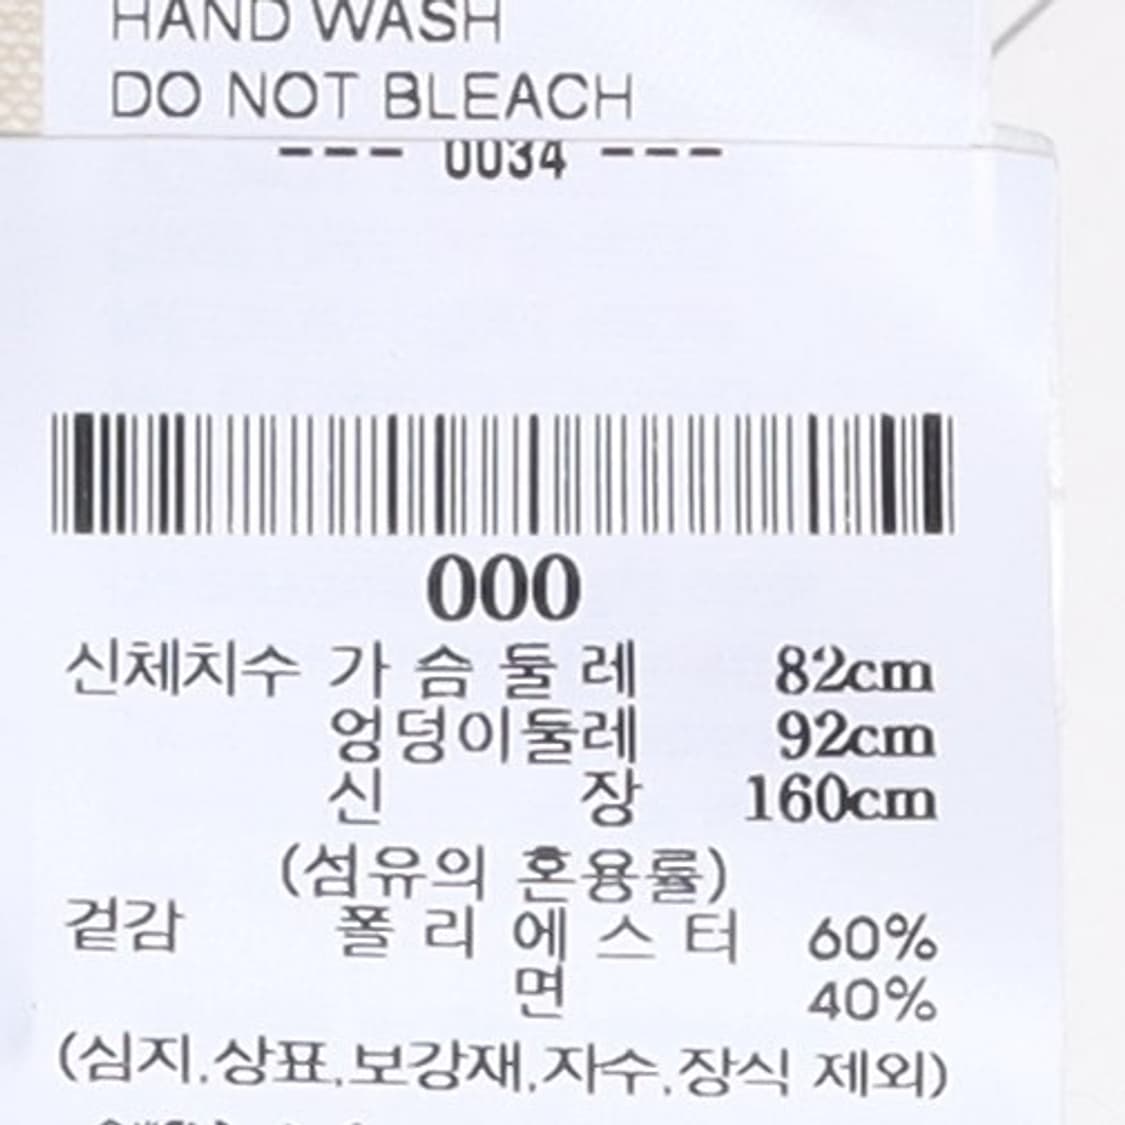 HAND WASH
DO NOT BLEACH
--- 0034 ---
000
신체치수 가 슴 둘 레 82cm
엉덩이둘레 92cm
신 장 160cm
(섬유의 혼용률)
겉감 폴 리 에 스 터 60%
면 40%
(심지,상표,보강재,자수,장식 제외)